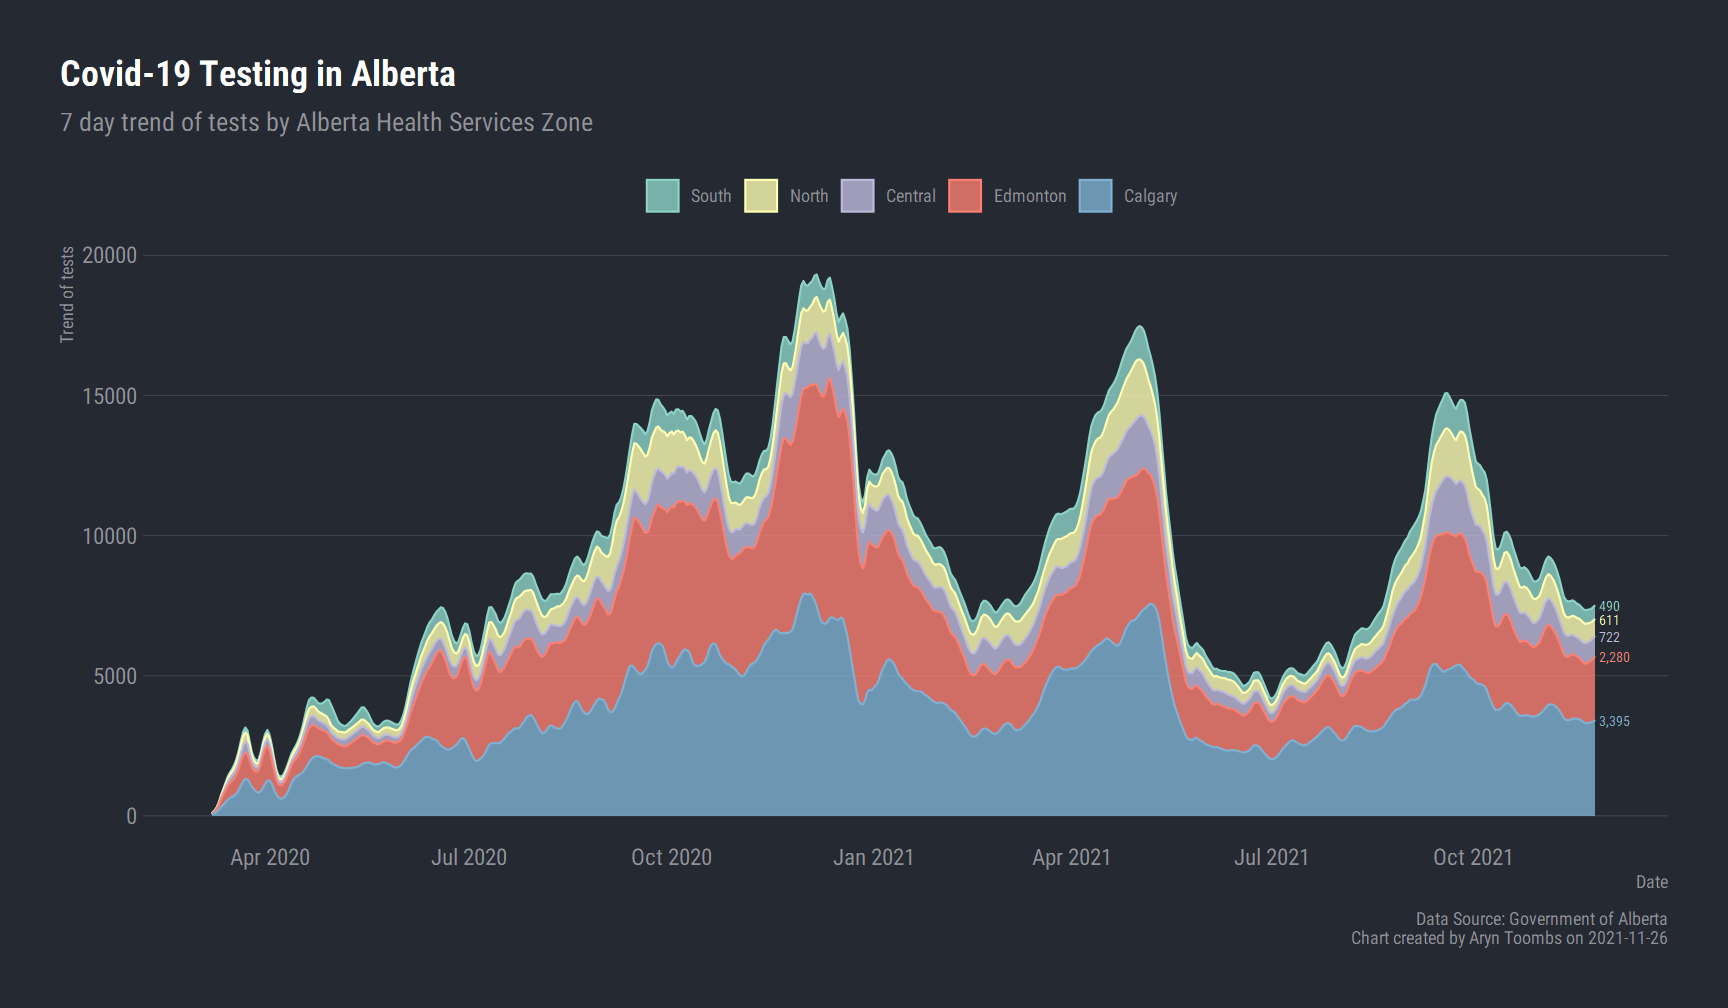 Covid-19 Testing in Alberta
7 day trend of tests by Alberta Health Services Zone
South North Central Edmonton Calgary
Trend of tests
20000
15000
10000
5000
0
490
611
722
2,280
3,395
Apr 2020 Jul 2020 Oct 2020 Jan 2021 Apr 2021 Jul 2021 Oct 2021
Date
Data Source: Government of Alberta
Chart created by Aryn Toombs on 2021-11-26